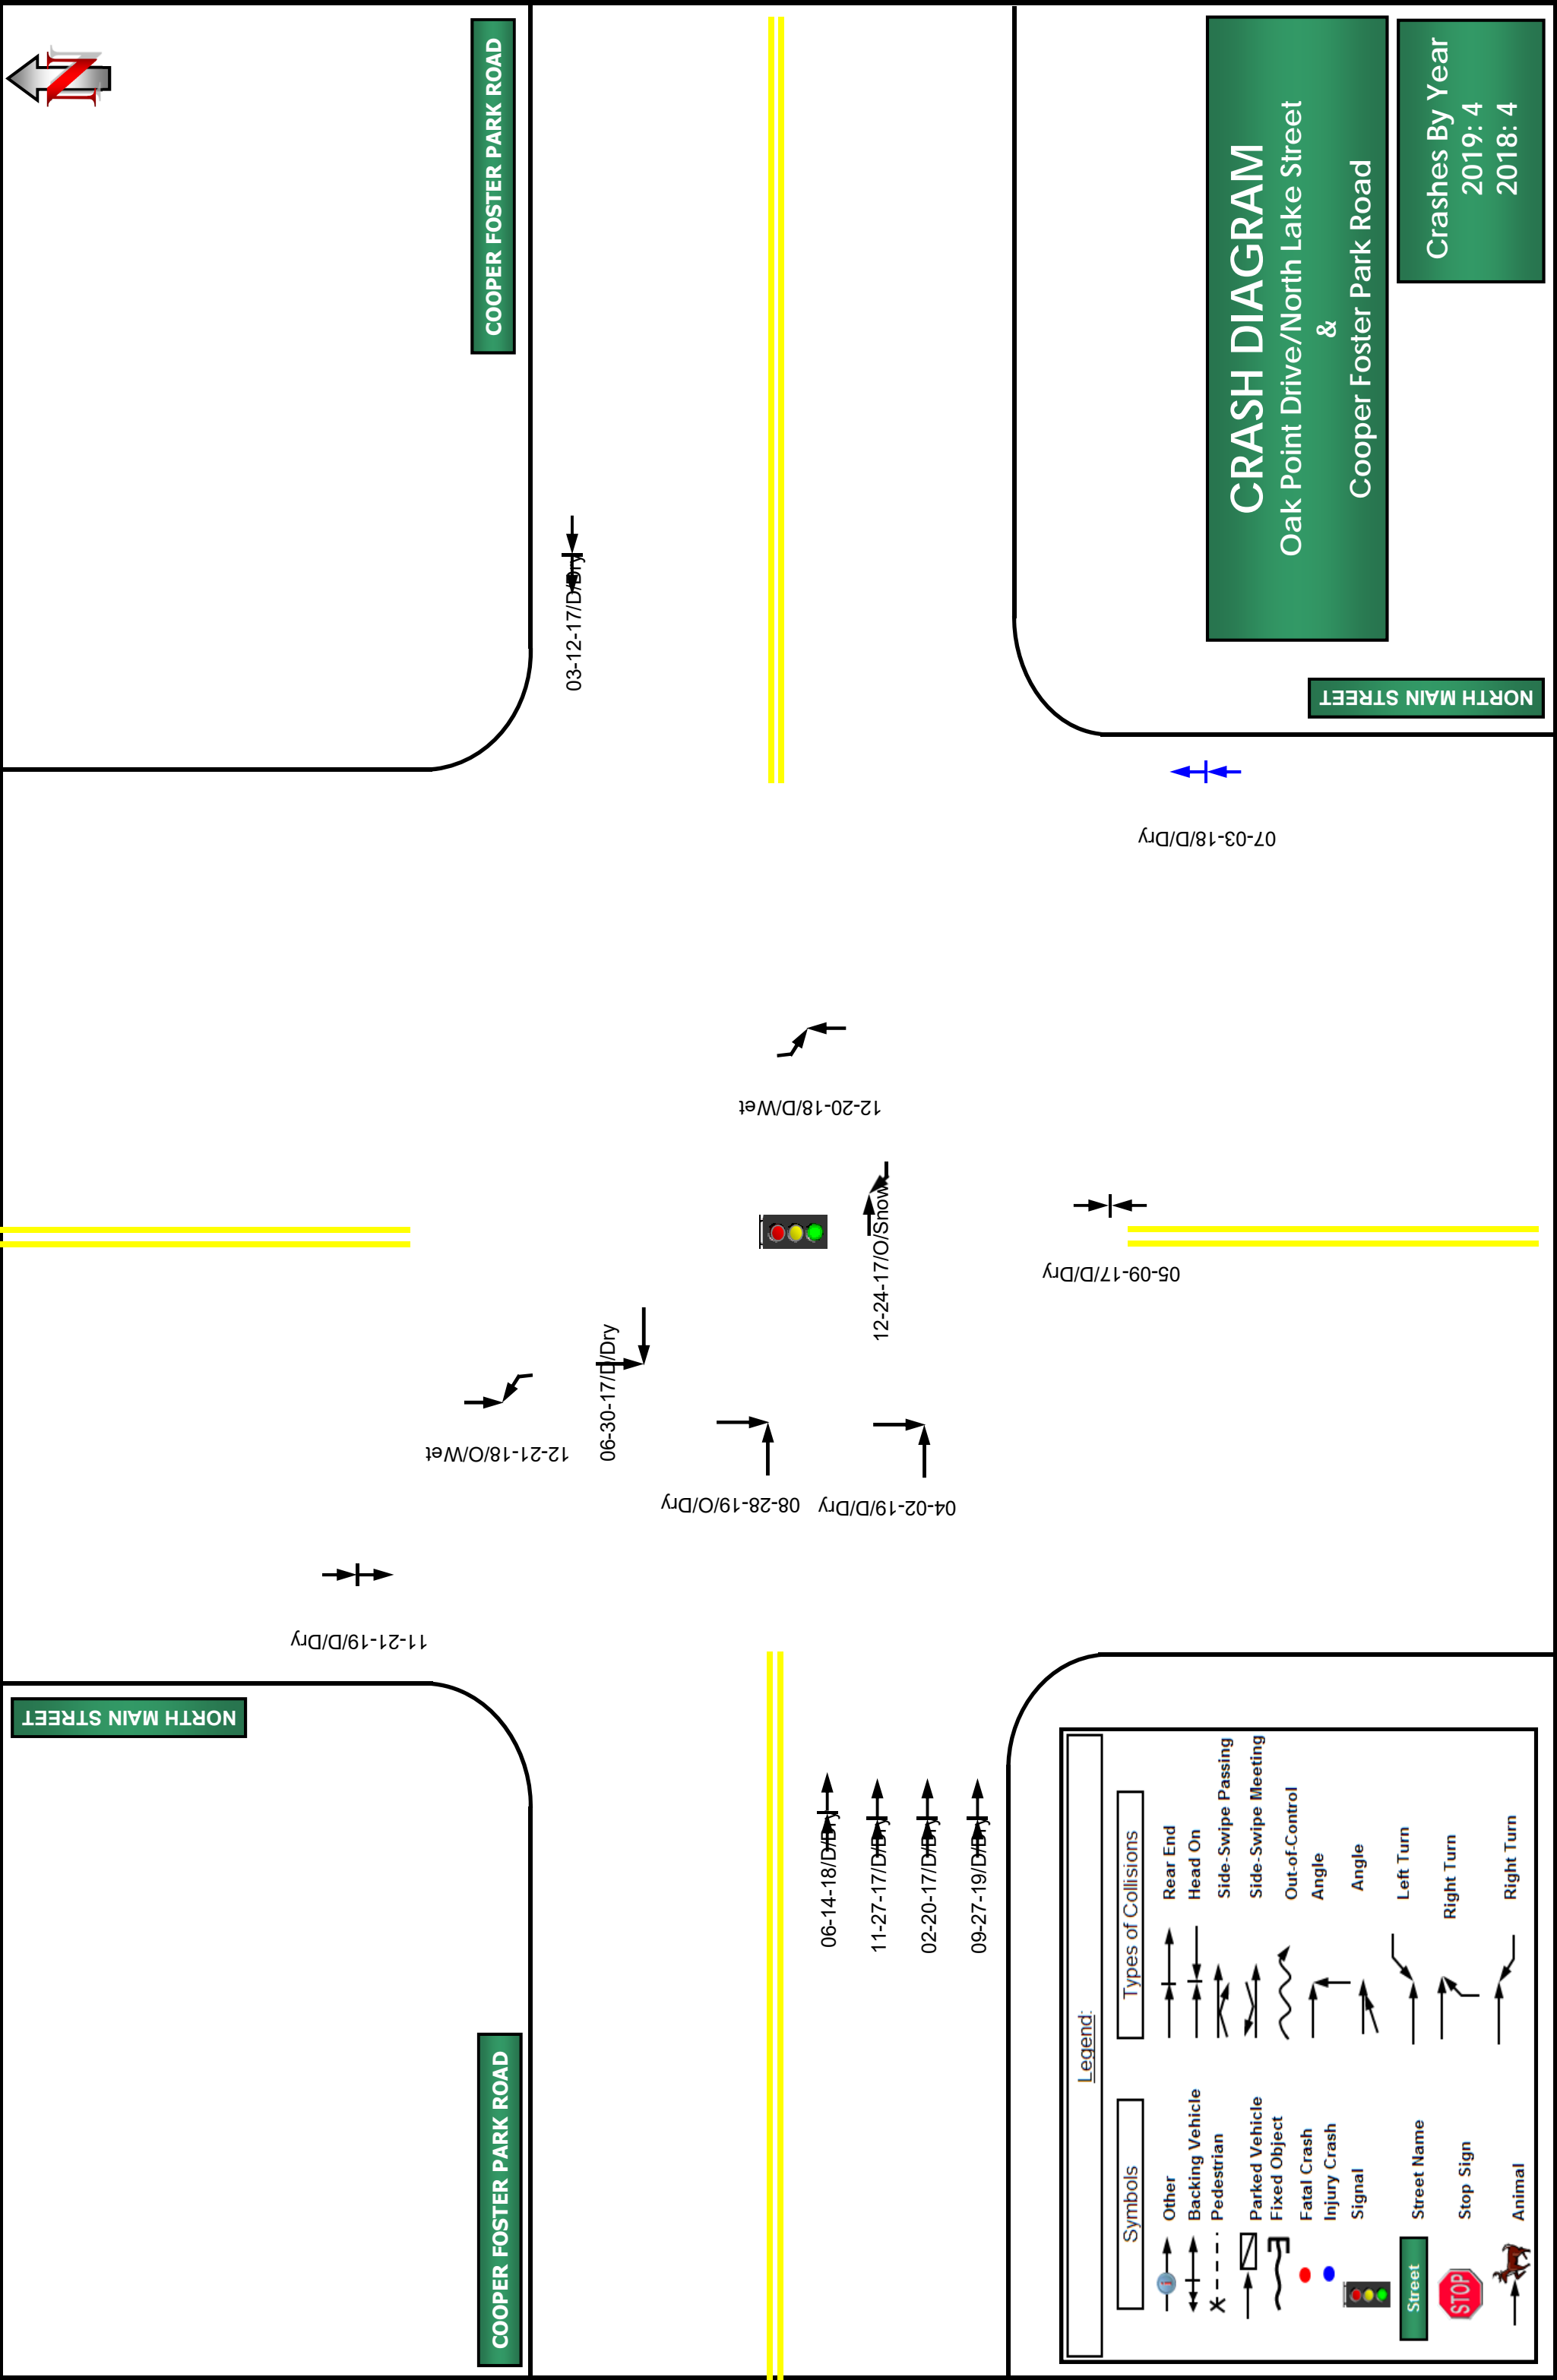 N
COOPER FOSTER PARK ROAD
CRASH DIAGRAM
Oak Point Drive/North Lake Street
&
Cooper Foster Park Road
Crashes By Year
2019: 4
2018: 4
NORTH MAIN STREET
03-12-17/D/Dry
07-03-18/D/Dry
12-20-18/D/Wet
12-24-17/O/Snow
05-09-17/D/Dry
06-30-17/D/Dry
12-21-18/O/Wet
08-28-19/O/Dry
04-02-19/D/Dry
11-21-19/D/Dry
NORTH MAIN STREET
06-14-18/D/Dry
11-27-17/D/Dry
02-20-17/D/Dry
09-27-19/D/Dry
COOPER FOSTER PARK ROAD
Legend:
Symbols
Other
Backing Vehicle
Pedestrian
Parked Vehicle
Fixed Object
Fatal Crash
Injury Crash
Signal
Street
Street Name
STOP
Stop Sign
Animal
Types of Collisions
Rear End
Head On
Side-Swipe Passing
Side-Swipe Meeting
Out-of-Control
Angle
Angle
Left Turn
Right Turn
Right Turn